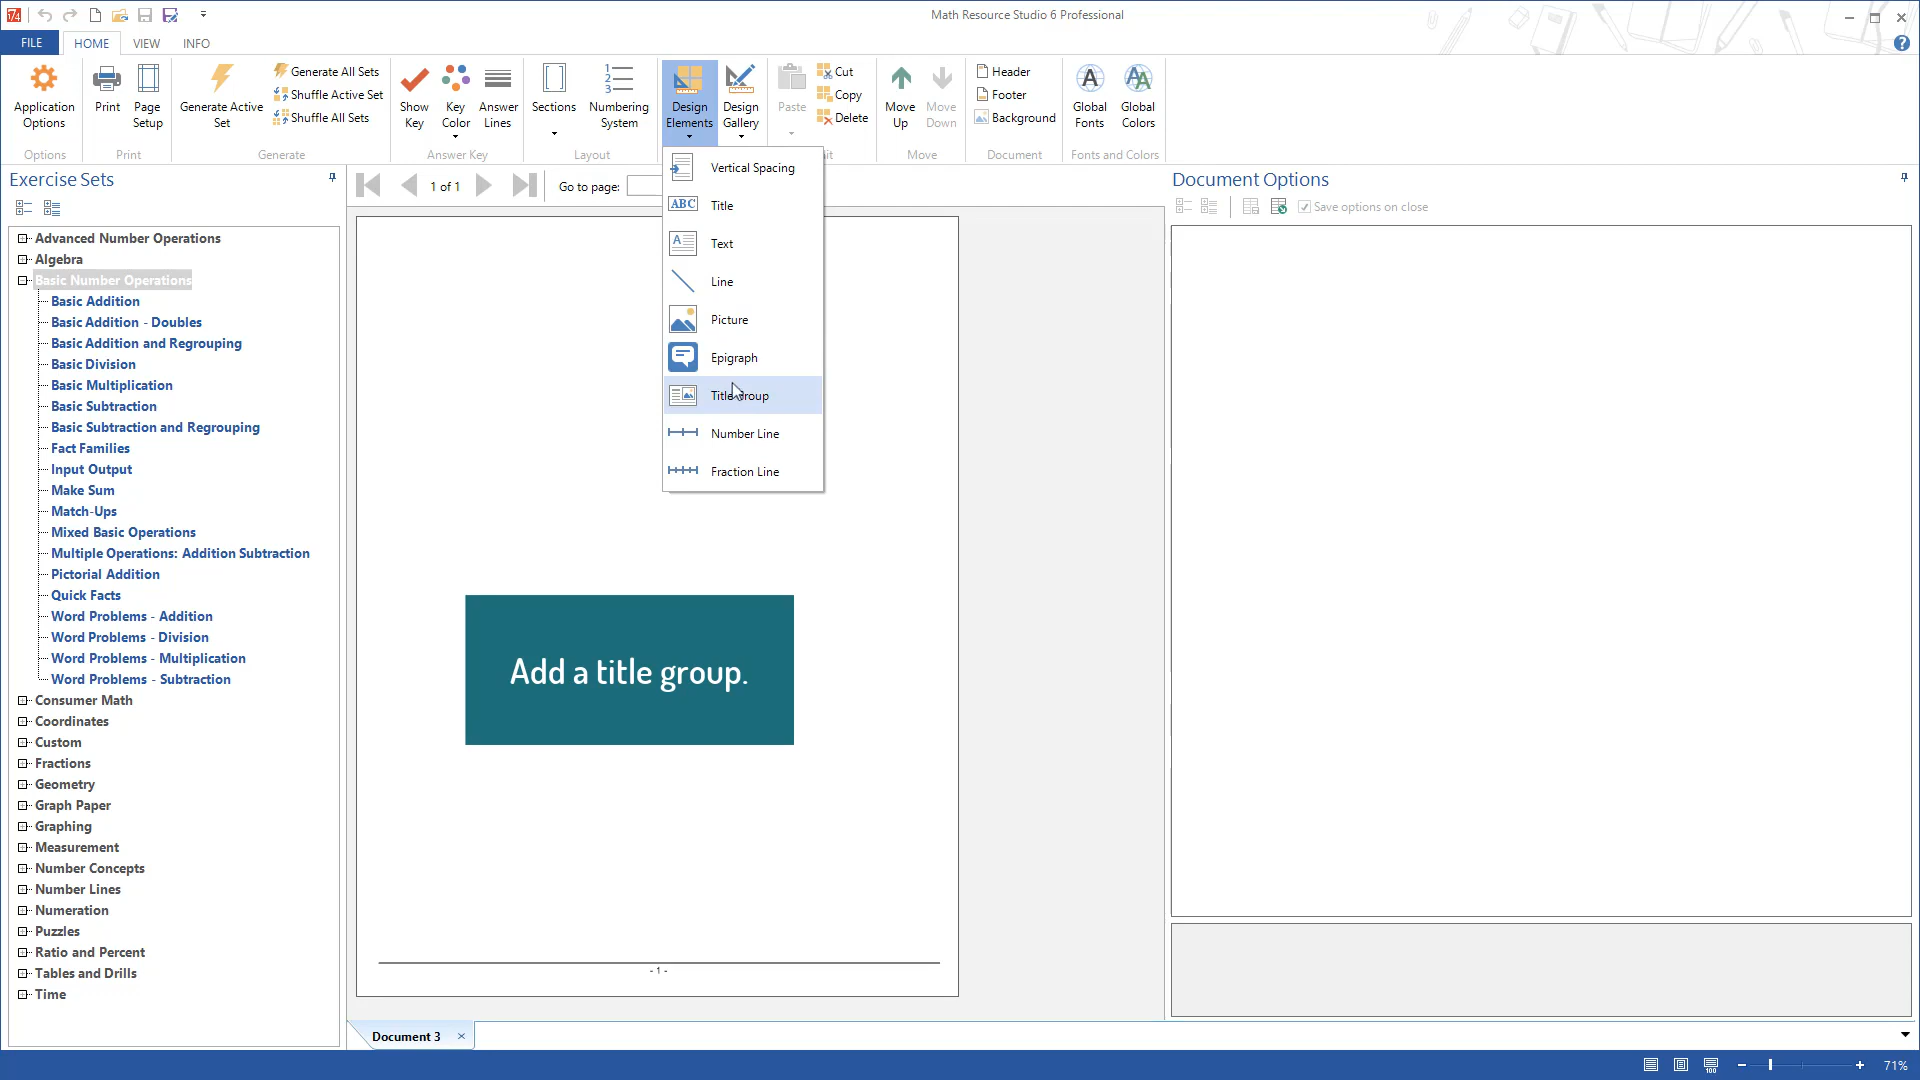 Math Resource Studio 6 Professional
FILE
HOME
VIEW
INFO
Application Options
Print
Page Setup
Generate Active Set
Generate All Sets
Shuffle Active Set
Shuffle All Sets
Show Key
Key Color
Answer Lines
Sections
Numbering System
Design Elements
Design Gallery
Paste
Cut
Copy
Delete
Move Up
Move Down
Header
Footer
Background
Global Fonts
Global Colors
Options
Print
Generate
Answer Key
Layout
Move
Document
Fonts and Colors
Exercise Sets
1 of 1
Go to page:
Document Options
Save options on close
Advanced Number Operations
Algebra
Basic Number Operations
Basic Addition
Basic Addition - Doubles
Basic Addition and Regrouping
Basic Division
Basic Multiplication
Basic Subtraction
Basic Subtraction and Regrouping
Fact Families
Input Output
Make Sum
Match-Ups
Mixed Basic Operations
Multiple Operations: Addition Subtraction
Pictorial Addition
Quick Facts
Word Problems - Addition
Word Problems - Division
Word Problems - Multiplication
Word Problems - Subtraction
Consumer Math
Coordinates
Custom
Fractions
Geometry
Graph Paper
Graphing
Measurement
Number Concepts
Number Lines
Numeration
Puzzles
Ratio and Percent
Tables and Drills
Time
Vertical Spacing
ABC Title
Text
Line
Picture
Epigraph
Title Group
Number Line
Fraction Line
Add a title group.
- 1 -
Document 3
71%